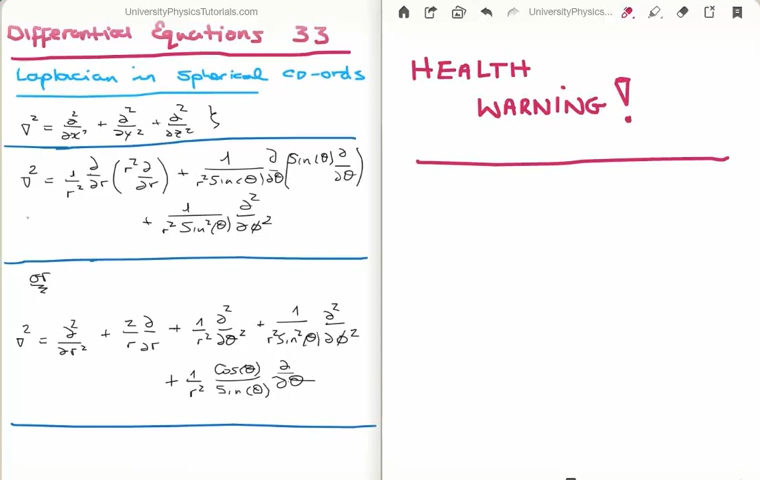 UniversityPhysicsTutorials.com
Differential Equations 33
Laplacian in Spherical CO-ords
∇² = ∂²/∂x² + ∂²/∂y² + ∂²/∂z² }
∇² = 1/r² ∂/∂r (r² ∂/∂r) + 1/(r² Sin(θ)) ∂/∂θ (Sin(θ) ∂/∂θ)
+ 1/(r² Sin²(θ)) ∂²/∂φ²
or
∇² = ∂²/∂r² + 2/r ∂/∂r + 1/r² ∂²/∂θ² + 1/(r² Sin²(θ)) ∂²/∂φ²
+ 1/r² Cos(θ)/Sin(θ) ∂/∂θ
UniversityPhysicsTutorials....
HEALTH
WARNING!